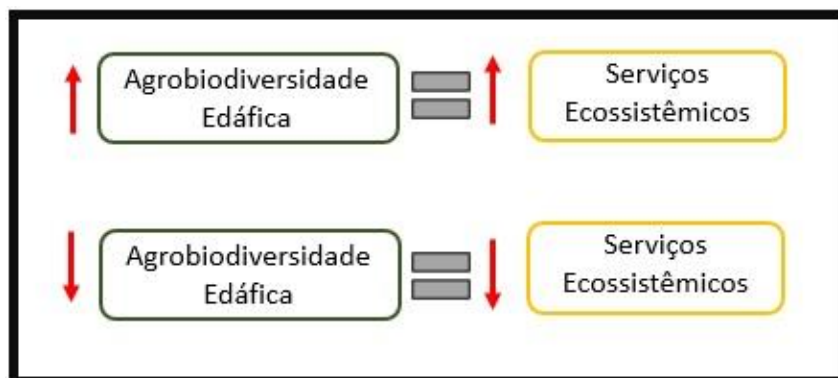 Agrobiodiversidade
Edáfica
Serviços
Ecossistêmicos
Agrobiodiversidade
Edáfica
Serviços
Ecossistêmicos